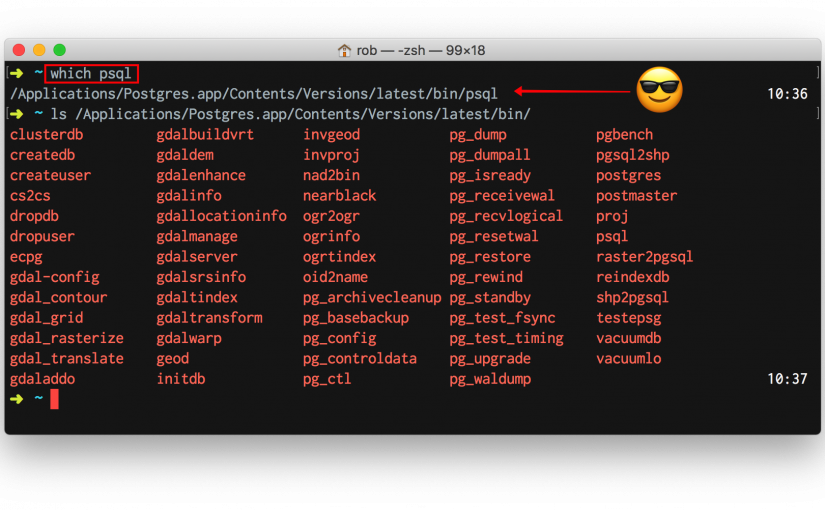 rob — -zsh — 99×18
[➜ ~ which psql ]
/Applications/Postgres.app/Contents/Versions/latest/bin/psql 10:36
[➜ ~ ls /Applications/Postgres.app/Contents/Versions/latest/bin/ ]
clusterdb gdalbuildvrt invgeod pg_dump pgbench
createdb gdaldem invproj pg_dumpall pgsql2shp
createuser gdalenhance nad2bin pg_isready postgres
cs2cs gdalinfo nearblack pg_receivewal postmaster
dropdb gdallocationinfo ogr2ogr pg_recvlogical proj
dropuser gdalmanage ogrinfo pg_resetwal psql
ecpg gdalserver ogrtindex pg_restore raster2pgsql
gdal-config gdalsrsinfo oid2name pg_rewind reindexdb
gdal_contour gdaltindex pg_archivecleanup pg_standby shp2pgsql
gdal_grid gdaltransform pg_basebackup pg_test_fsync testepsg
gdal_rasterize gdalwarp pg_config pg_test_timing vacuumdb
gdal_translate geod pg_controldata pg_upgrade vacuumlo
gdaladdo initdb pg_ctl pg_waldump 10:37
➜ ~